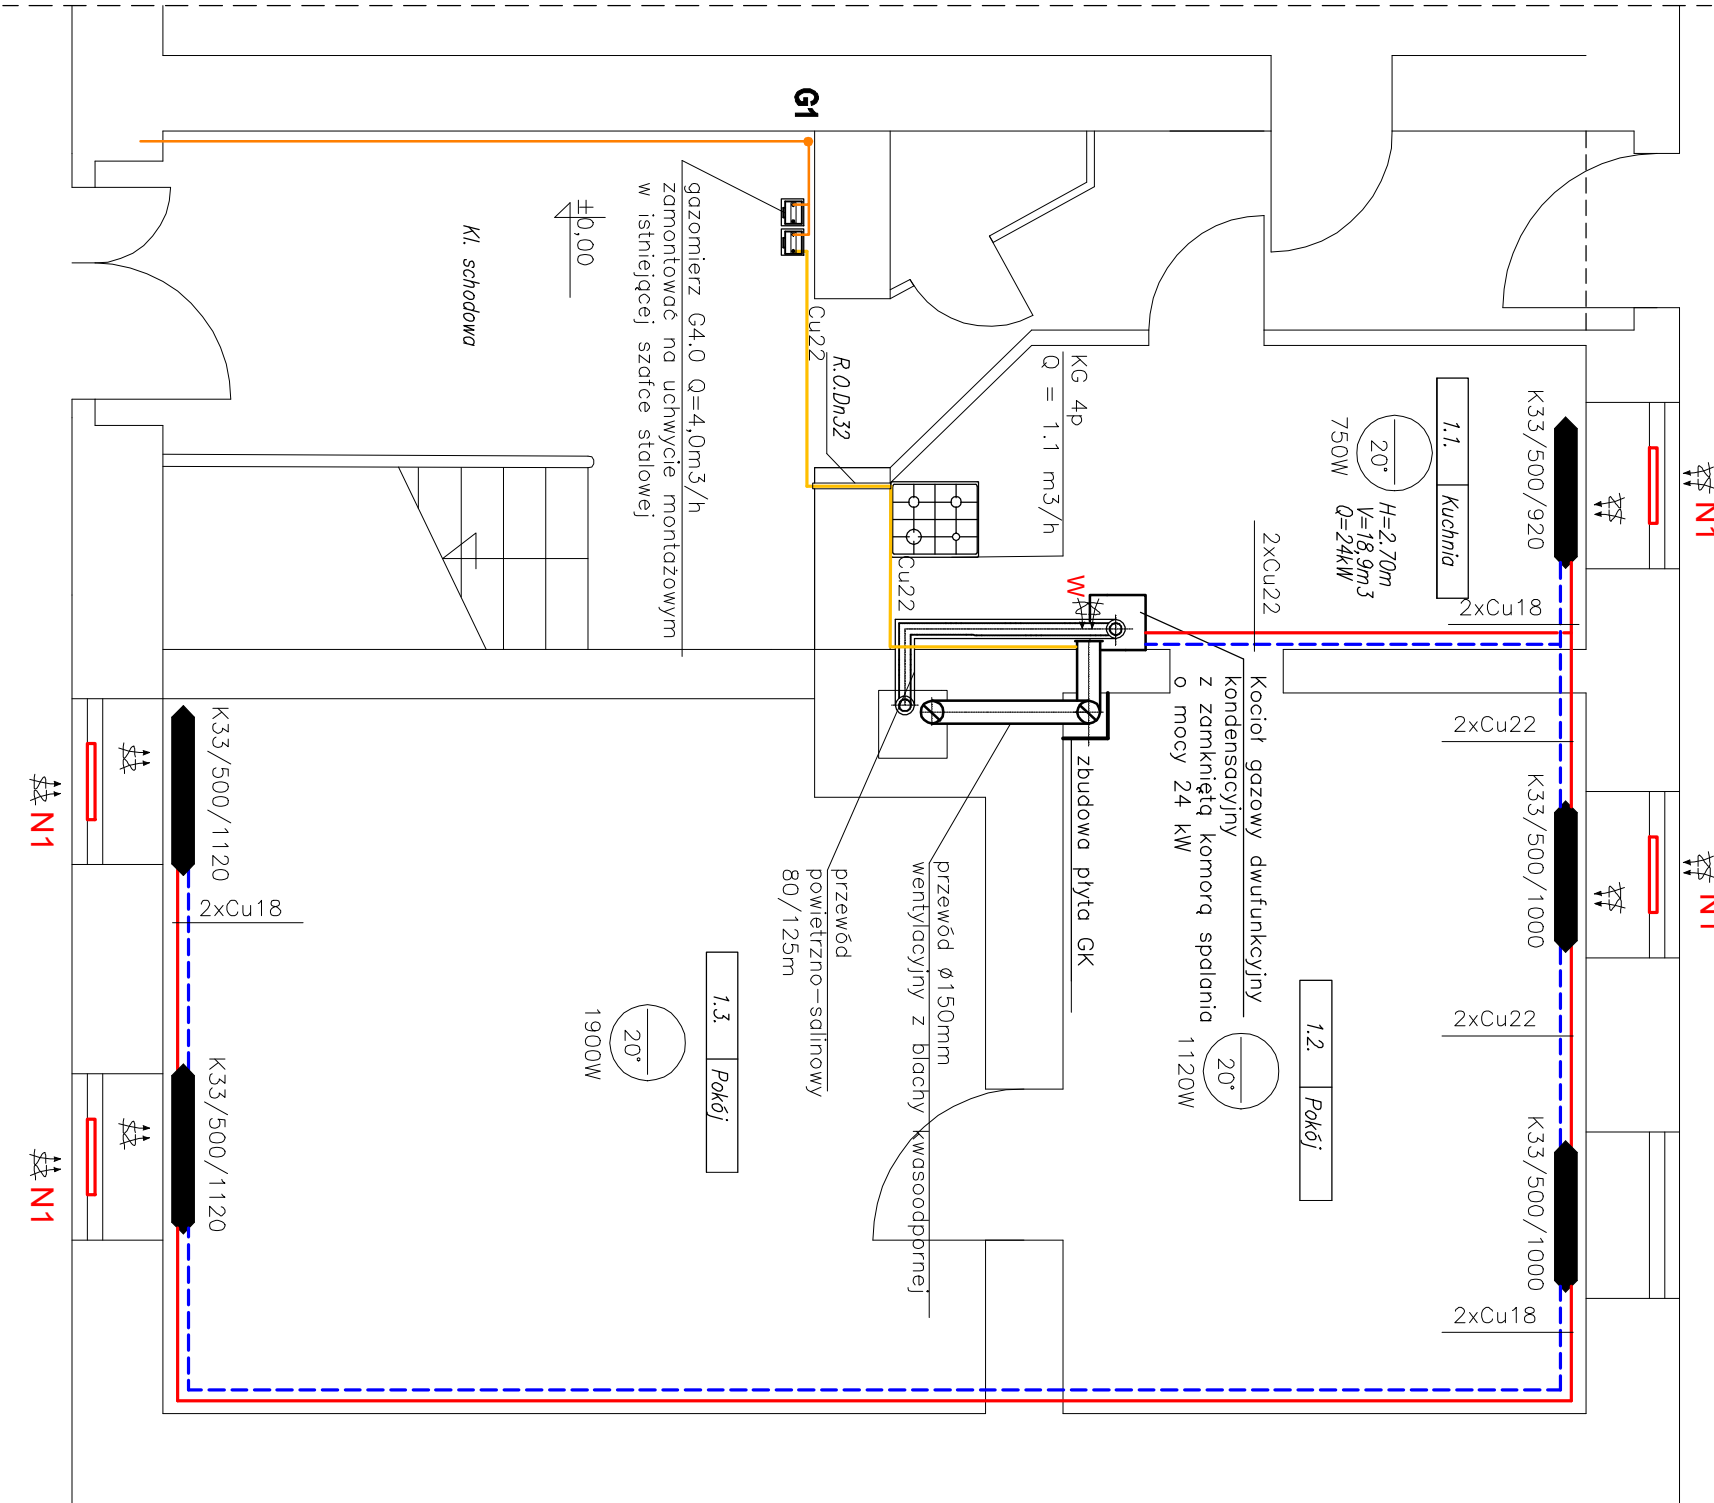 G1
gazomierz G4.0 Q=4,0m3/h
zamontować na uchwycie montażowym
w istniejącej szafce stalowej
±0,00
Kl. schodowa
Cu22
R.O.Dn32
KG 4p
Q = 1.1 m3/h
Cu22
W
1.1. Kuchnia
20°
750W
H=2.70m
V=18.9m3
Q=24kW
K33/500/920
N1
2xCu18
2xCu22
Kocioł gazowy dwufunkcyjny
kondensacyjny
z zamkniętą komorą spalania
o mocy 24 kW
zbudowa płyta GK
2xCu22
K33/500/1000
N1
2xCu22
1.2. Pokój
20°
1120W
K33/500/1000
2xCu18
przewód ø150mm
wentylacyjny z blachy kwasoodpornej
przewód
powietrzno-salinowy
80/125m
1.3. Pokój
20°
1900W
K33/500/1120
N1
2xCu18
K33/500/1120
N1